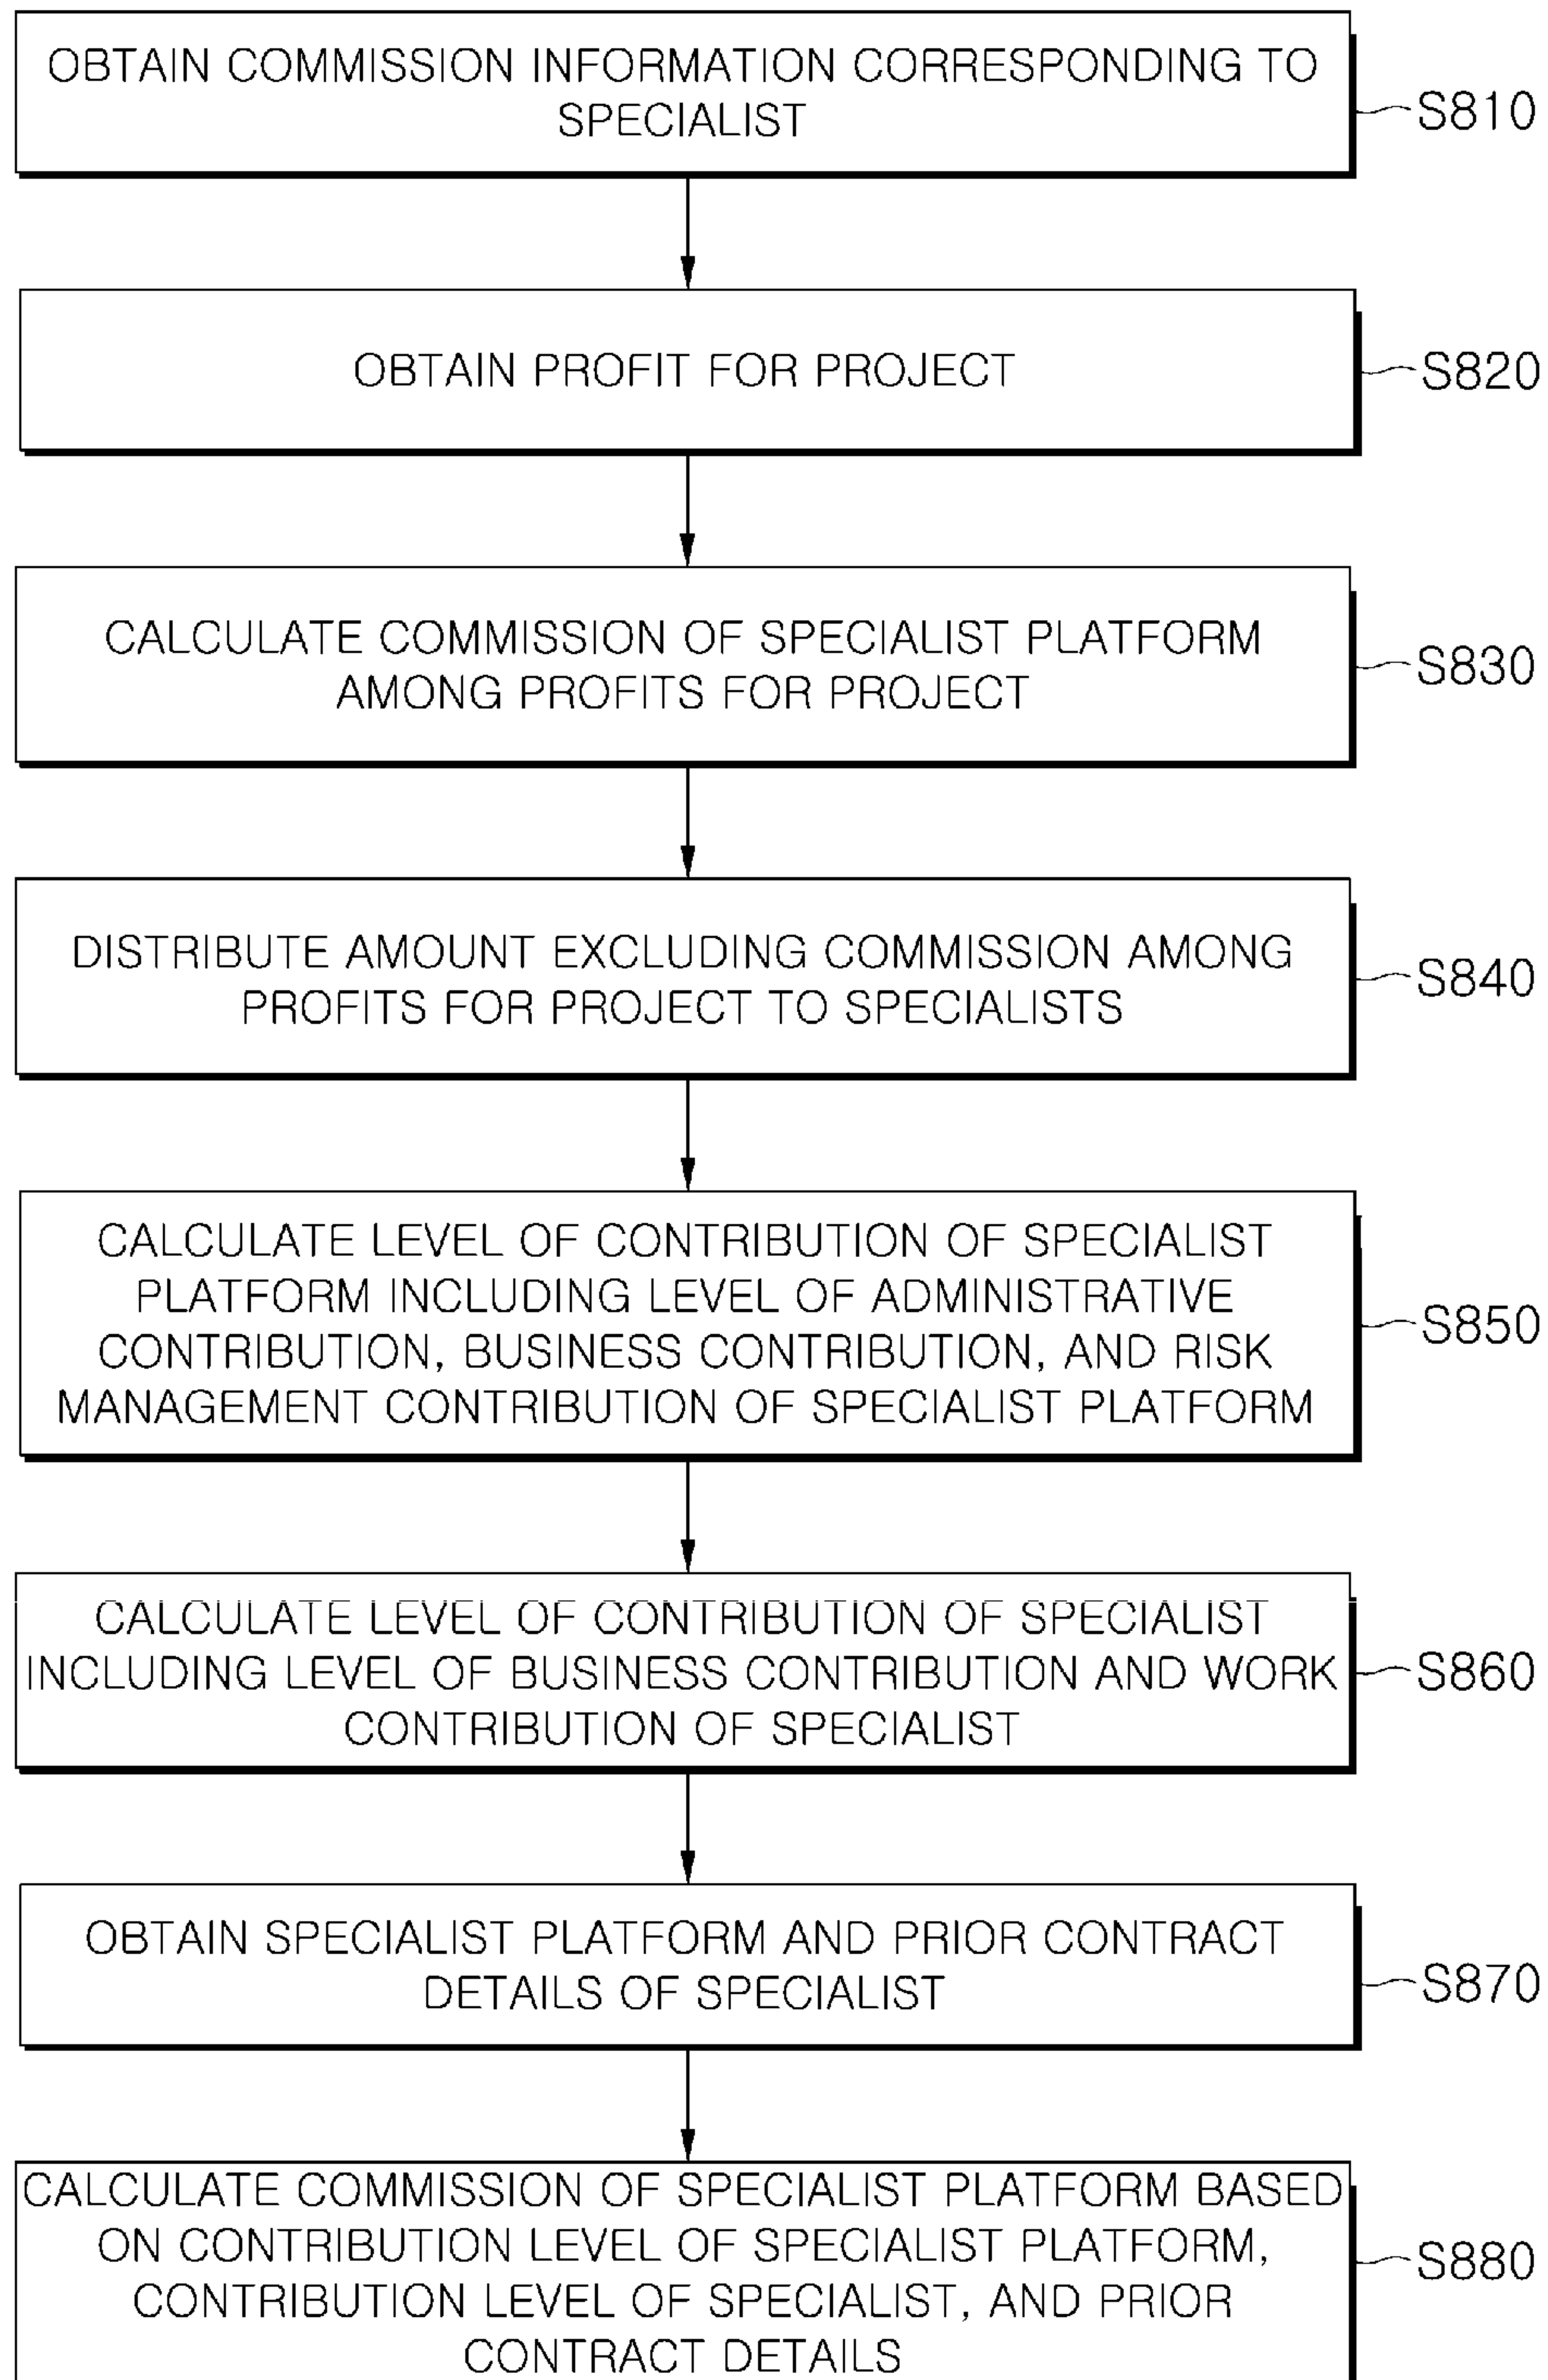 OBTAIN COMMISSION INFORMATION CORRESPONDING TO
SPECIALIST
S810
OBTAIN PROFIT FOR PROJECT
S820
CALCULATE COMMISSION OF SPECIALIST PLATFORM
AMONG PROFITS FOR PROJECT
S830
DISTRIBUTE AMOUNT EXCLUDING COMMISSION AMONG
PROFITS FOR PROJECT TO SPECIALISTS
S840
CALCULATE LEVEL OF CONTRIBUTION OF SPECIALIST
PLATFORM INCLUDING LEVEL OF ADMINISTRATIVE
CONTRIBUTION, BUSINESS CONTRIBUTION, AND RISK
MANAGEMENT CONTRIBUTION OF SPECIALIST PLATFORM
S850
CALCULATE LEVEL OF CONTRIBUTION OF SPECIALIST
INCLUDING LEVEL OF BUSINESS CONTRIBUTION AND WORK
CONTRIBUTION OF SPECIALIST
S860
OBTAIN SPECIALIST PLATFORM AND PRIOR CONTRACT
DETAILS OF SPECIALIST
S870
CALCULATE COMMISSION OF SPECIALIST PLATFORM BASED
ON CONTRIBUTION LEVEL OF SPECIALIST PLATFORM,
CONTRIBUTION LEVEL OF SPECIALIST, AND PRIOR
CONTRACT DETAILS
S880